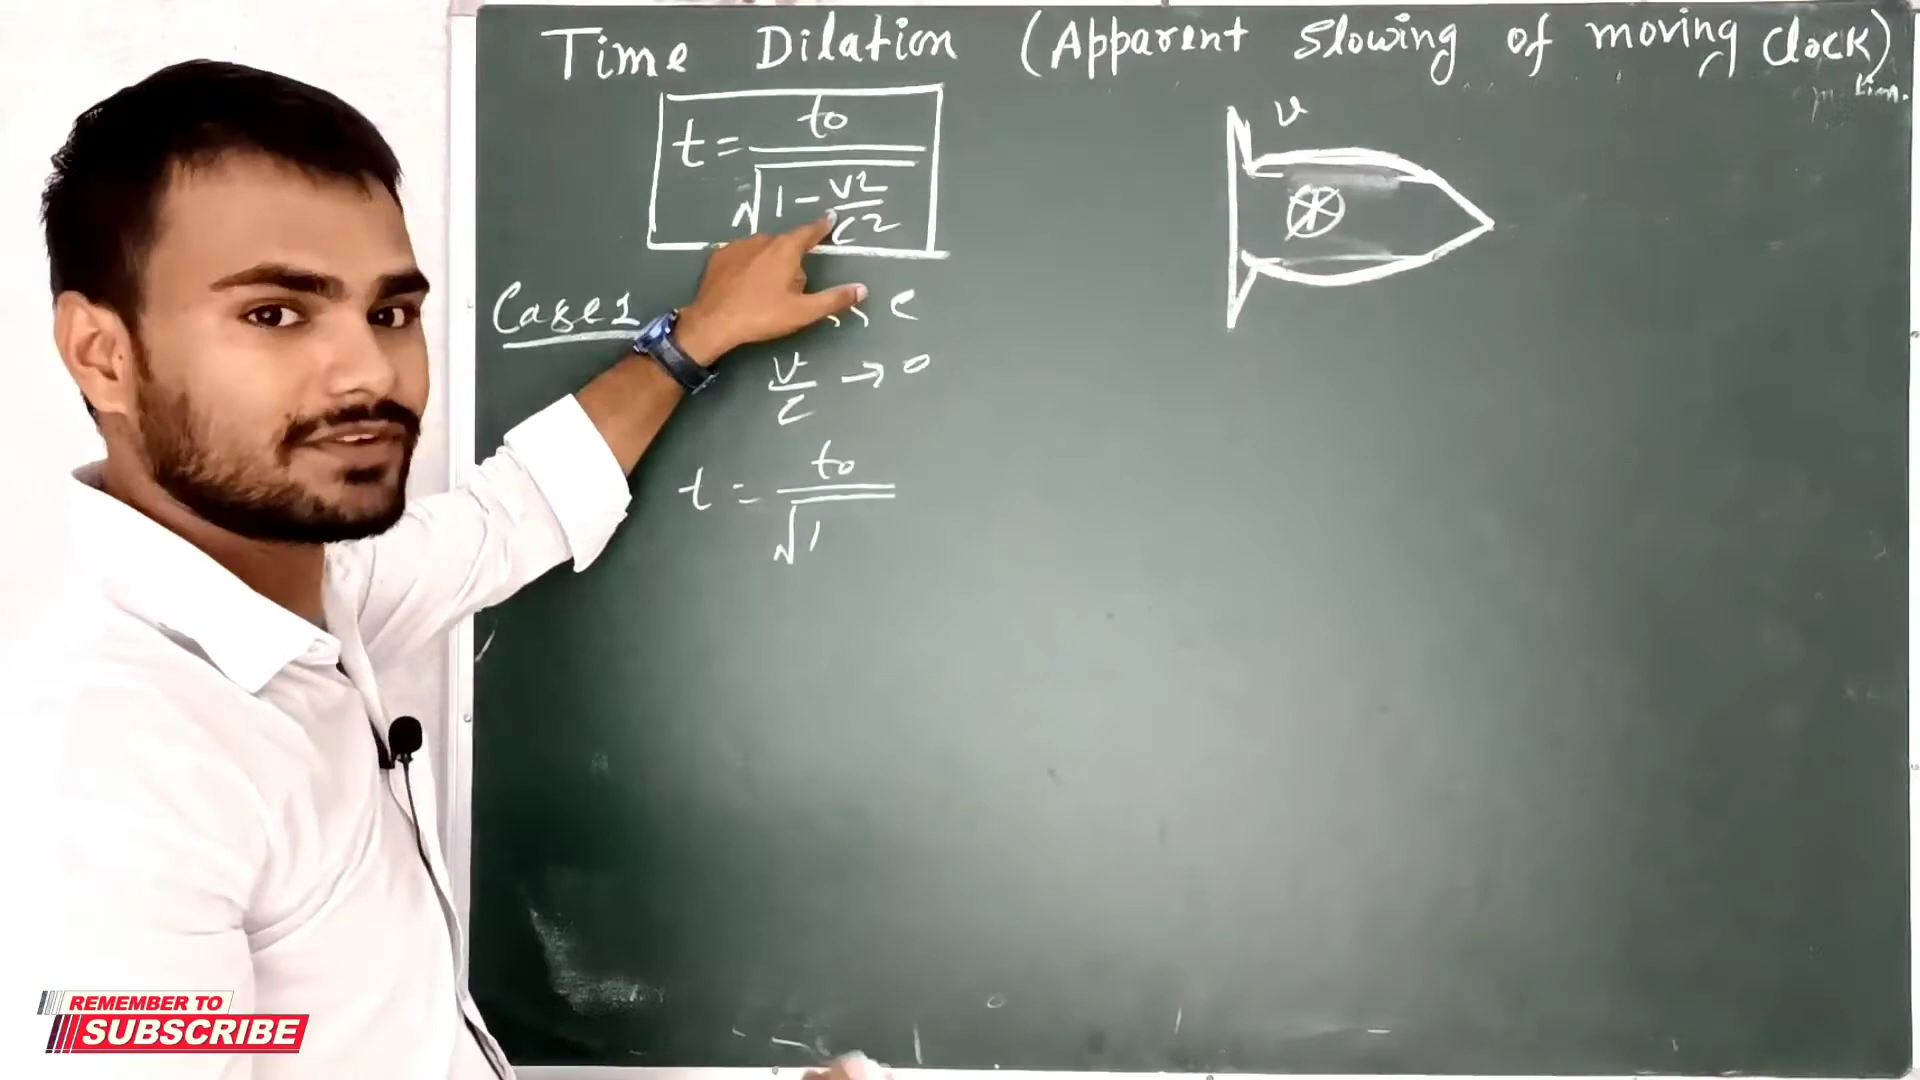 Time Dilation (Apparent slowing of moving clock)
t = t₀ / √(1 - v²/c²)
v
Case 1
c
v/c → 0
t = t₀ / √1
REMEMBER TO
SUBSCRIBE